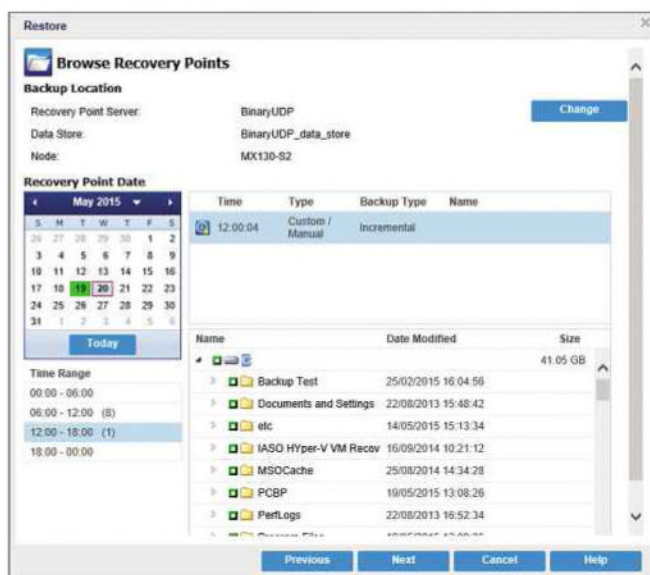 Restore
Browse Recovery Points
Backup Location
Recovery Point Server: BinaryUDP Change
Data Store: BinaryUDP_data_store
Node: MX130-S2
Recovery Point Date
May 2015
S M T W T F S
26 27 28 29 30 1 2
3 4 5 6 7 8 9
10 11 12 13 14 15 16
17 18 19 20 21 22 23
24 25 26 27 28 29 30
31 1 2 3 4 5 6
Today
Time Range
00:00 - 06:00
06:00 - 12:00 (8)
12:00 - 18:00 (1)
18:00 - 00:00
Time Type Backup Type Name
12:00:04 Custom / Manual Incremental
Name Date Modified Size
41.05 GB
Backup Test 25/02/2015 16:04:56
Documents and Settings 22/08/2013 15:48:42
etc 14/05/2015 15:13:34
IASO HYper-V VM Recov 16/09/2014 10:21:12
MSOCache 25/08/2014 14:34:28
PCBP 19/05/2015 13:08:26
PerfLogs 22/08/2013 16:52:34
Previous Next Cancel Help